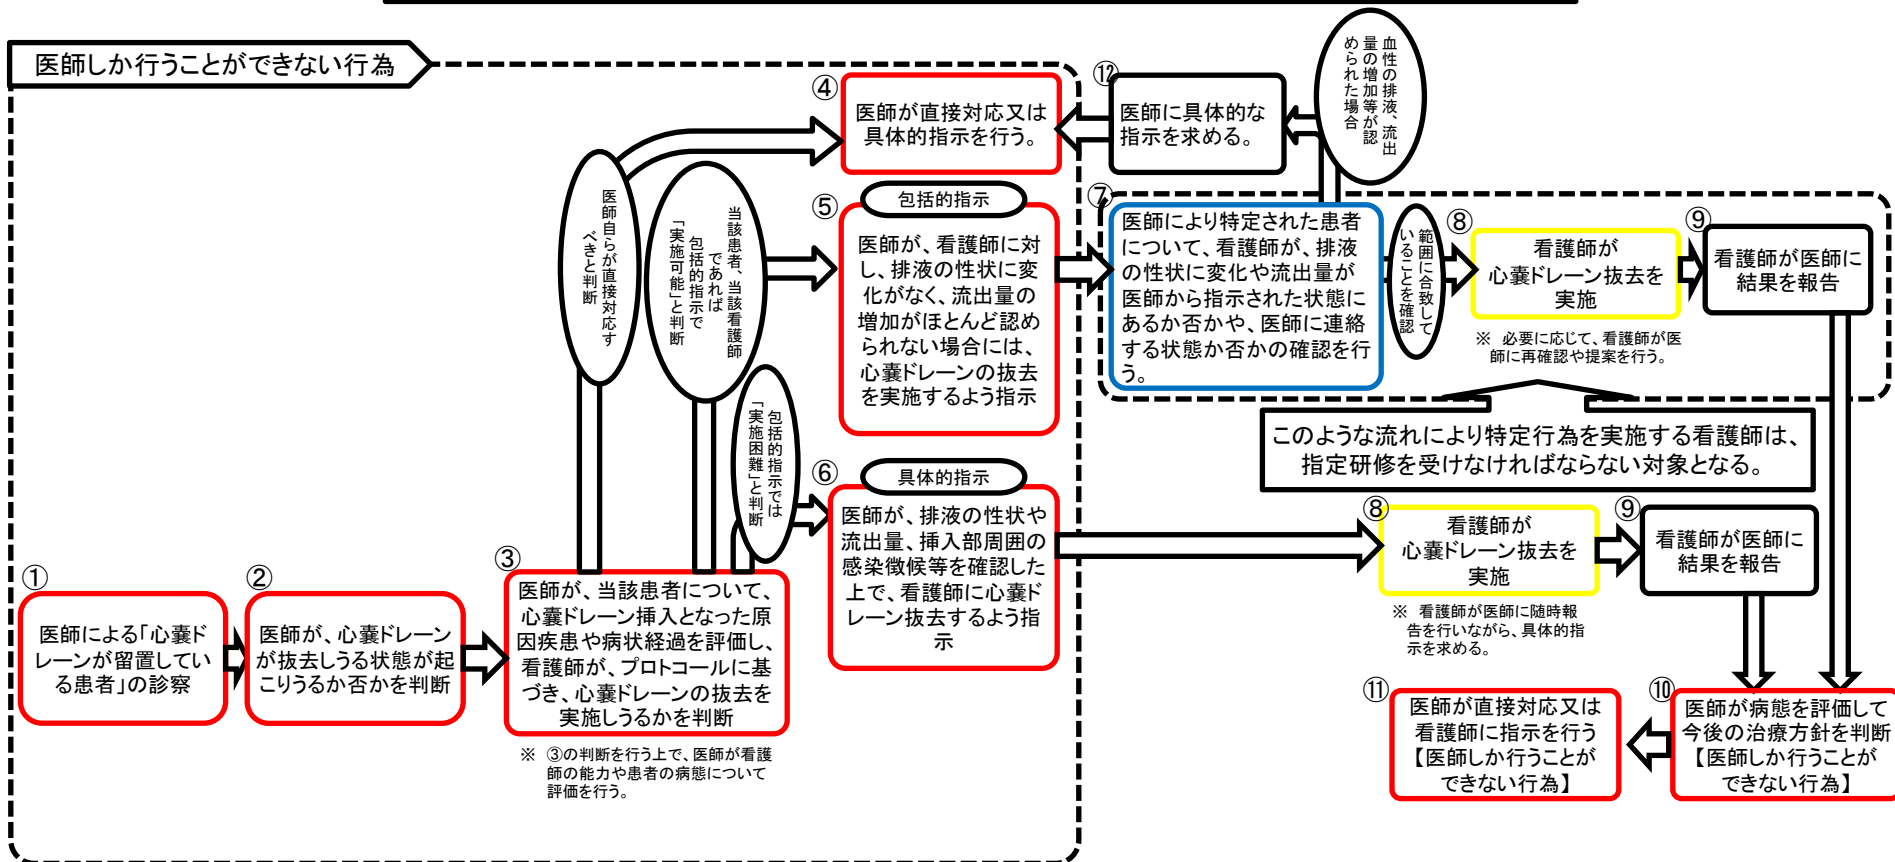 医師しか行うことができない行為
①
医師による「心嚢ド
レーンが留置してい
る患者」の診察
②
医師が、心嚢ドレーン
が抜去しうる状態が起
こりうるか否かを判断
③
医師が、当該患者について、
心嚢ドレーン挿入となった原
因疾患や病状経過を評価し、
看護師が、プロトコールに基
づき、心嚢ドレーンの抜去を
実施しうるかを判断
※ ③の判断を行う上で、医師が看護
師の能力や患者の病態について
評価を行う。
医師自らが直接対応す
べきと判断
当該患者、当該看護師
であれば
包括的指示で
「実施可能」と判断
包括的指示では
「実施困難」と判断
④
医師が直接対応又は
具体的指示を行う。
⑤
包括的指示
医師が、看護師に対
し、排液の性状に変
化がなく、流出量の
増加がほとんど認め
られない場合には、
心嚢ドレーンの抜去
を実施するよう指示
⑥
具体的指示
医師が、排液の性状や
流出量、挿入部周囲の
感染徴候等を確認した
上で、看護師に心嚢ド
レーン抜去するよう指
示
⑫
医師に具体的な
指示を求める。
血性の排液、流出
量の増加等が認
められた場合
⑦
医師により特定された患者
について、看護師が、排液
の性状に変化や流出量が
医師から指示された状態に
あるか否かや、医師に連絡
する状態か否かの確認を行
う。
範囲に合致して
いることを確認
⑧
看護師が
心嚢ドレーン抜去を
実施
※ 必要に応じて、看護師が医
師に再確認や提案を行う。
⑨
看護師が医師に
結果を報告
このような流れにより特定行為を実施する看護師は、
指定研修を受けなければならない対象となる。
⑧
看護師が
心嚢ドレーン抜去を
実施
※ 看護師が医師に随時報
告を行いながら、具体的指
示を求める。
⑨
看護師が医師に
結果を報告
⑩
医師が病態を評価して
今後の治療方針を判断
【医師しか行うことが
できない行為】
⑪
医師が直接対応又は
看護師に指示を行う
【医師しか行うことが
できない行為】